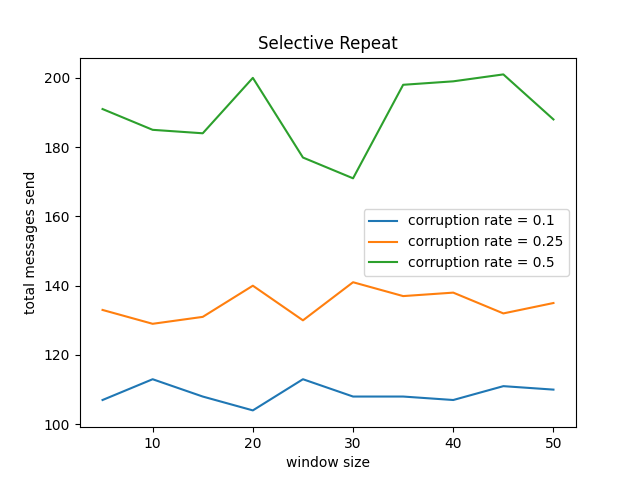 Selective Repeat
total messages send
200
180
160
140
120
100
corruption rate = 0.1
corruption rate = 0.25
corruption rate = 0.5
10 20 30 40 50
window size